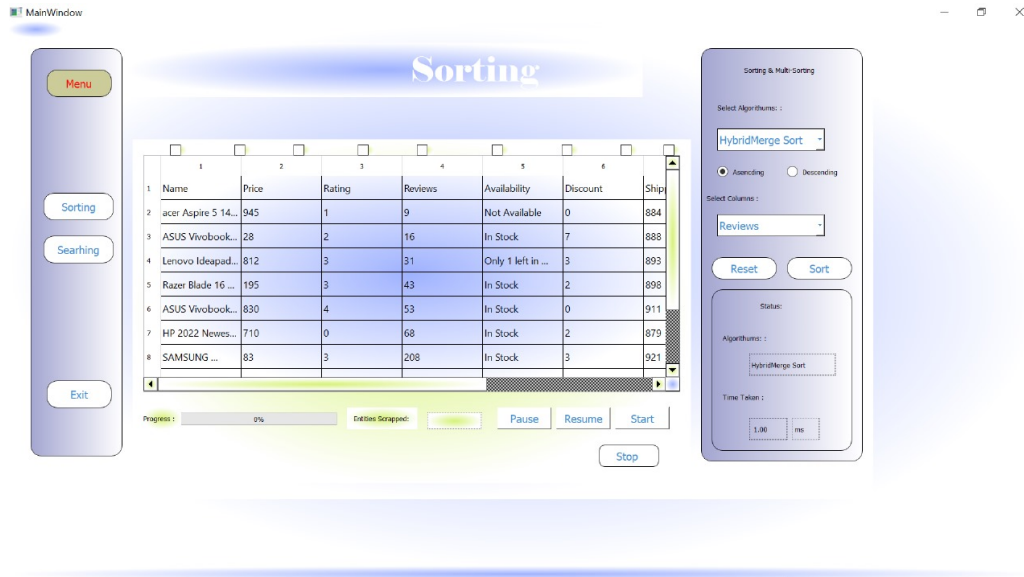 MainWindow
Menu
Sorting
Searhing
Exit
Sorting
1 2 3 4 5 6
1 Name Price Rating Reviews Availability Discount Ship
2 acer Aspire 5 14... 945 1 9 Not Available 0 884
3 ASUS Vivobook... 28 2 16 In Stock 7 888
4 Lenovo Ideapad... 812 3 31 Only 1 left in ... 3 893
5 Razer Blade 16 ... 195 3 43 In Stock 2 898
6 ASUS Vivobook... 830 4 53 In Stock 0 911
7 HP 2022 Newes... 710 0 68 In Stock 2 879
8 SAMSUNG ... 83 3 208 In Stock 3 921
Progress : 0% Entities Scrapped: Pause Resume Start
Stop
Sorting & Multi-Sorting
Select Algorithums: :
HybridMerge Sort
Asencding Descending
Select Columns :
Reviews
Reset Sort
Status:
Algorithums: :
HybridMerge Sort
Time Taken :
1.00 ms